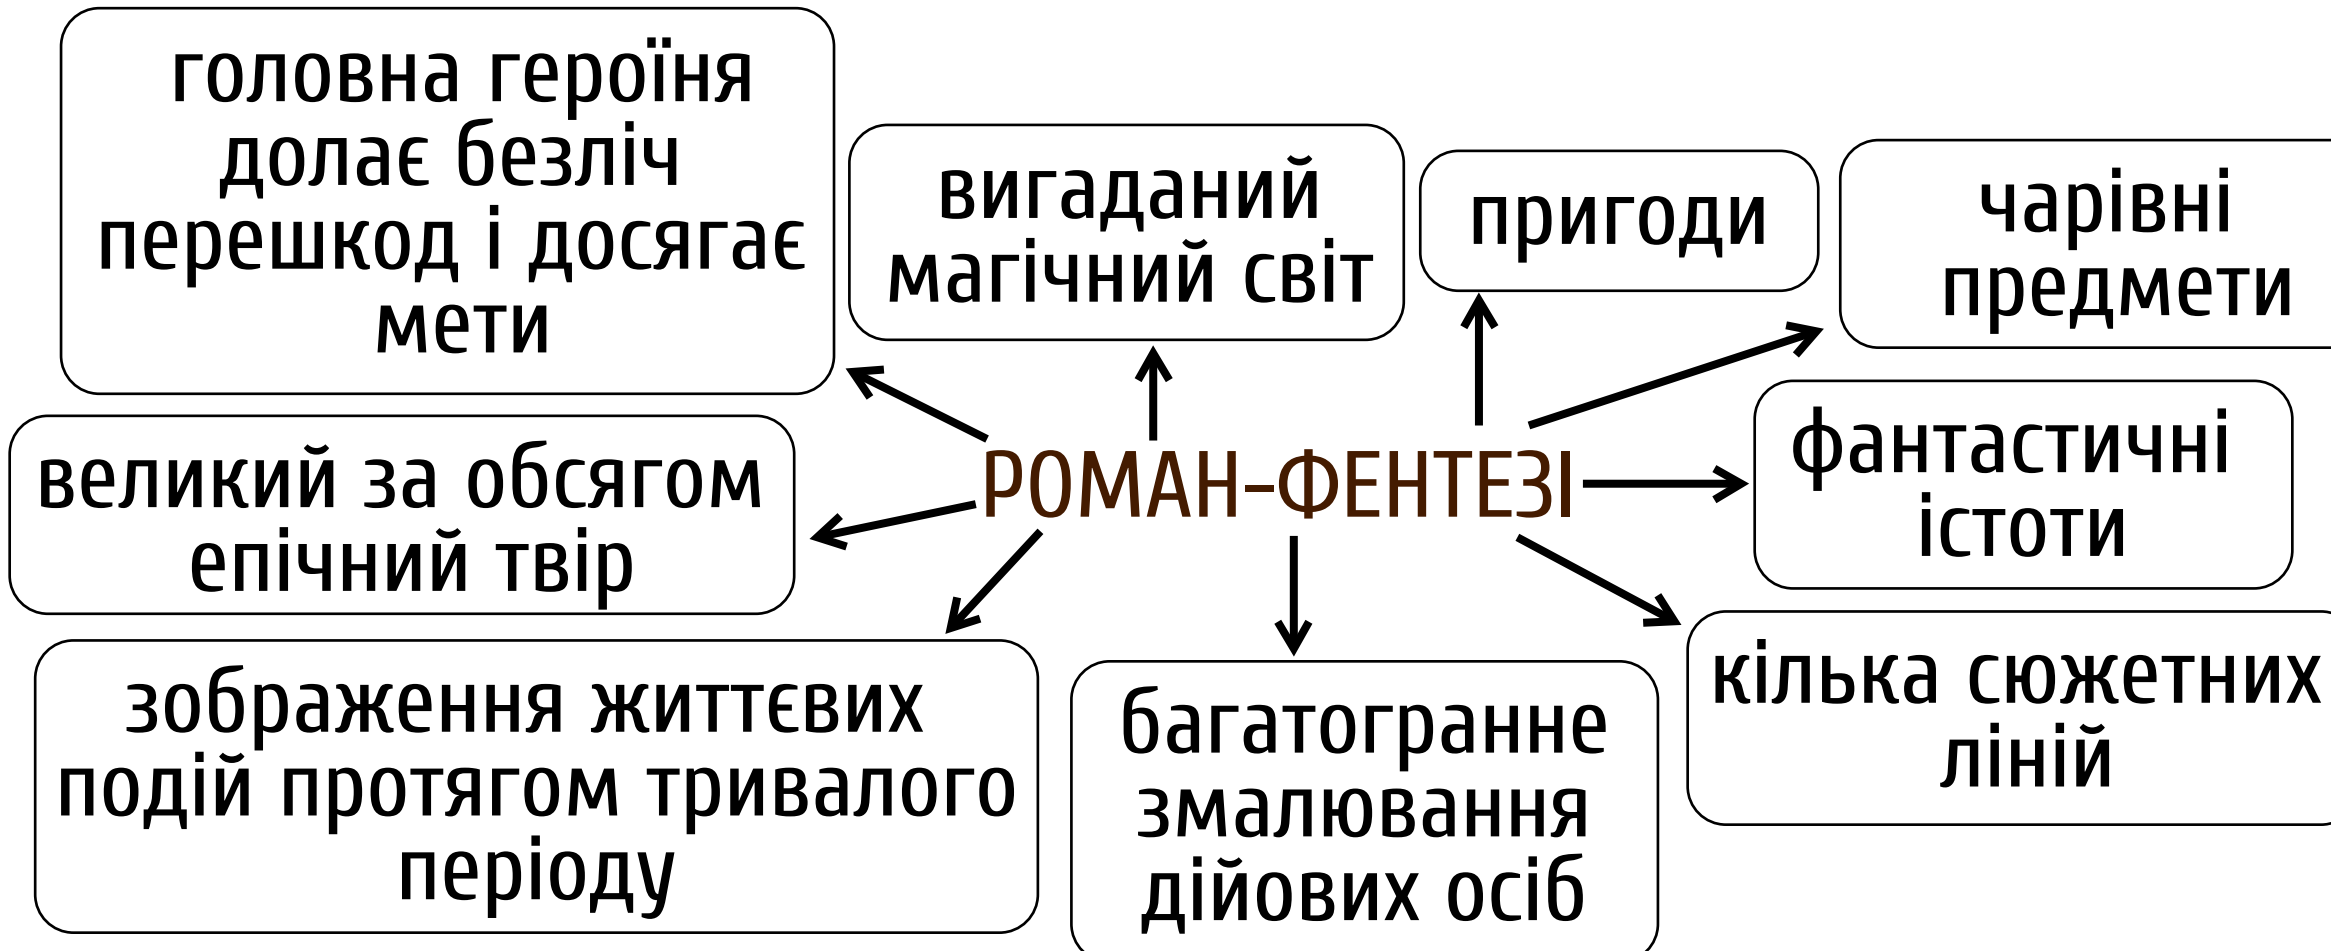 головна героїня
долає безліч
перешкод і досягає
мети
вигаданий
магічний світ
пригоди
чарівні
предмети
фантастичні
істоти
РОМАН-ФЕНТЕЗІ
великий за обсягом
епічний твір
зображення життєвих
подій протягом тривалого
періоду
багатогранне
змалювання
дійових осіб
кілька сюжетних
ліній